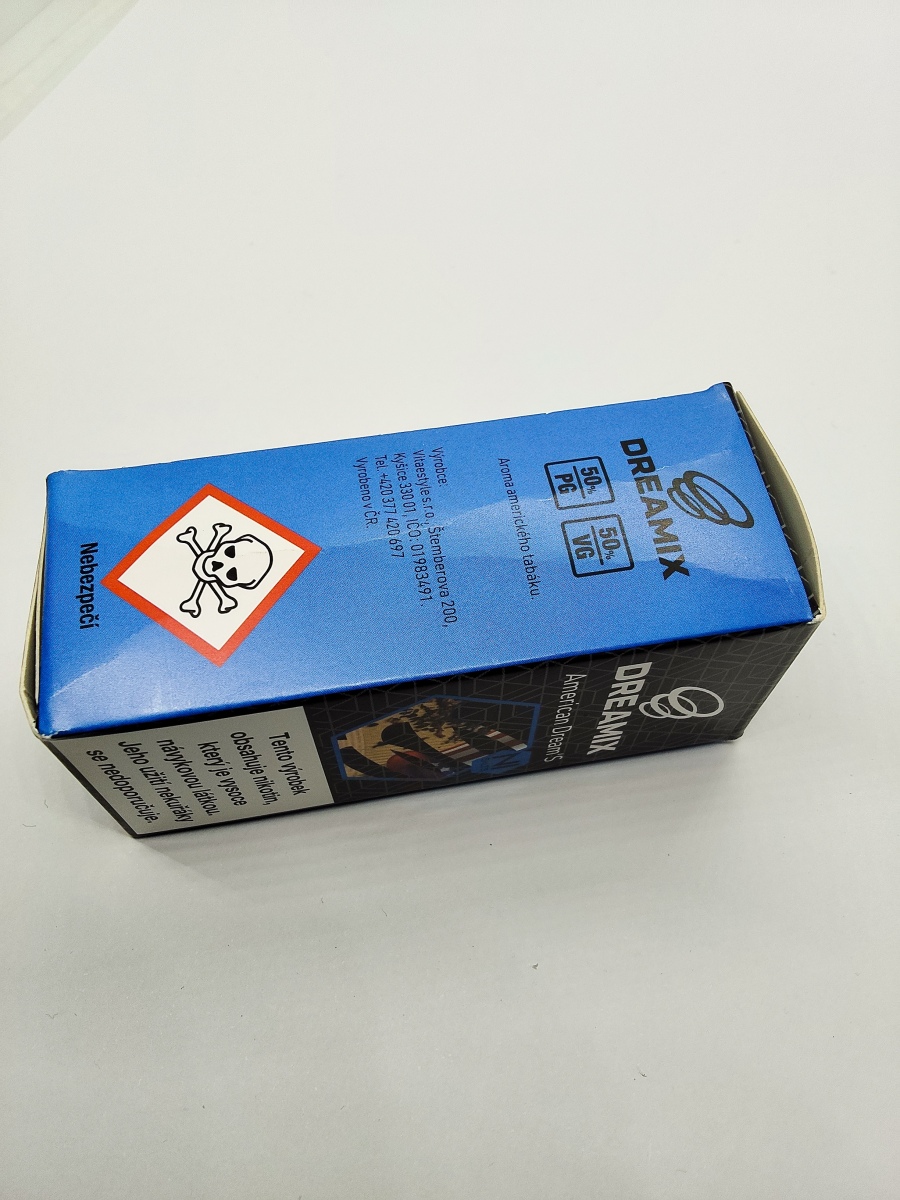 DREAMIX
50%
PG
50%
VG
Aroma amerického tabáku.
Výrobce:
Vitaestyle s.r.o., Štemberova 200,
Kyšice 330 01, IČO: 01983491.
Tel. +420 377 420 697
Vyrobeno v ČR.
Nebezpečí
DREAMIX
American Dream'S
Tento výrobek
obsahuje nikotin,
který je vysoce
návykovou látkou.
Jeho užití nekuřáky
se nedoporučuje.